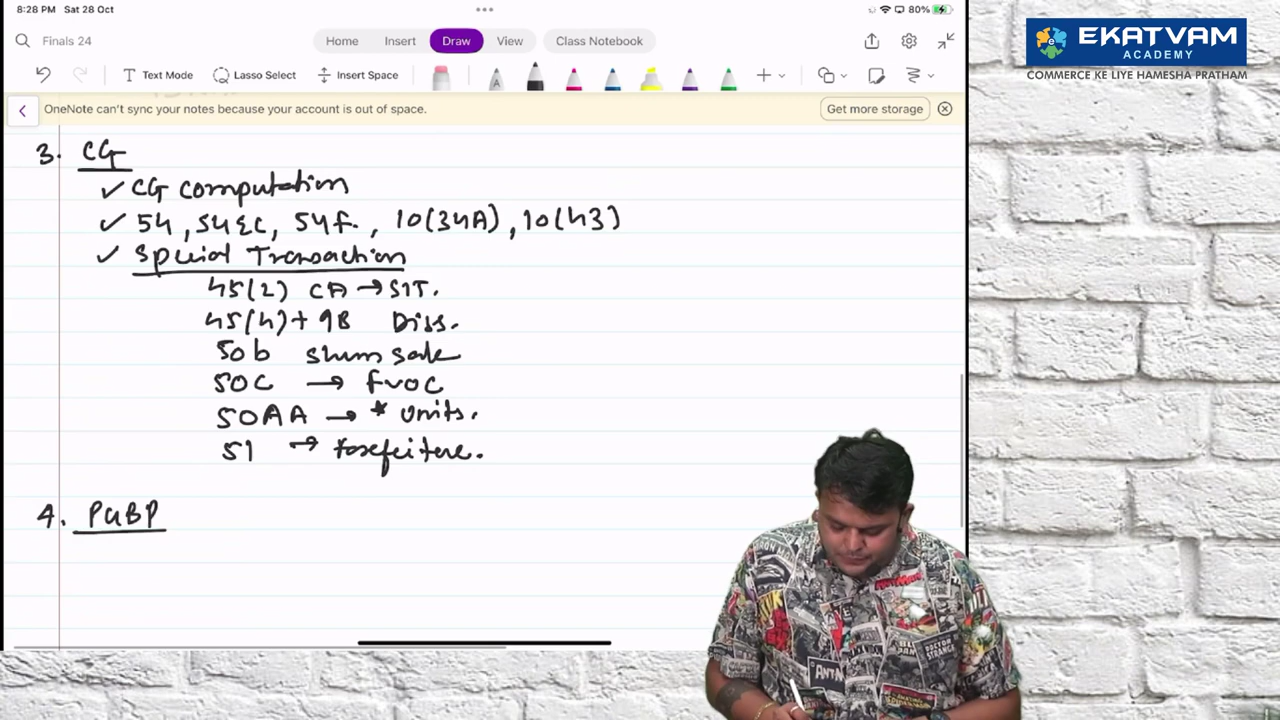 8:28 PM Sat 28 Oct
80%
Finals 24
Home Insert Draw View Class Notebook
Text Mode Lasso Select Insert Space
OneNote can't sync your notes because your account is out of space. Get more storage
3. CG
✓ CG computation
✓ 54, 54EC, 54F, 10(34A), 10(43)
✓ Special Transaction
45(2) CA → SIT.
45(4) + 9B Diss.
50b slum sale
50C → FVOC
50AA → * Units.
51 → forefeiture.
4. PGBP
EKATVAM
ACADEMY
COMMERCE KE LIYE HAMESHA PRATHAM